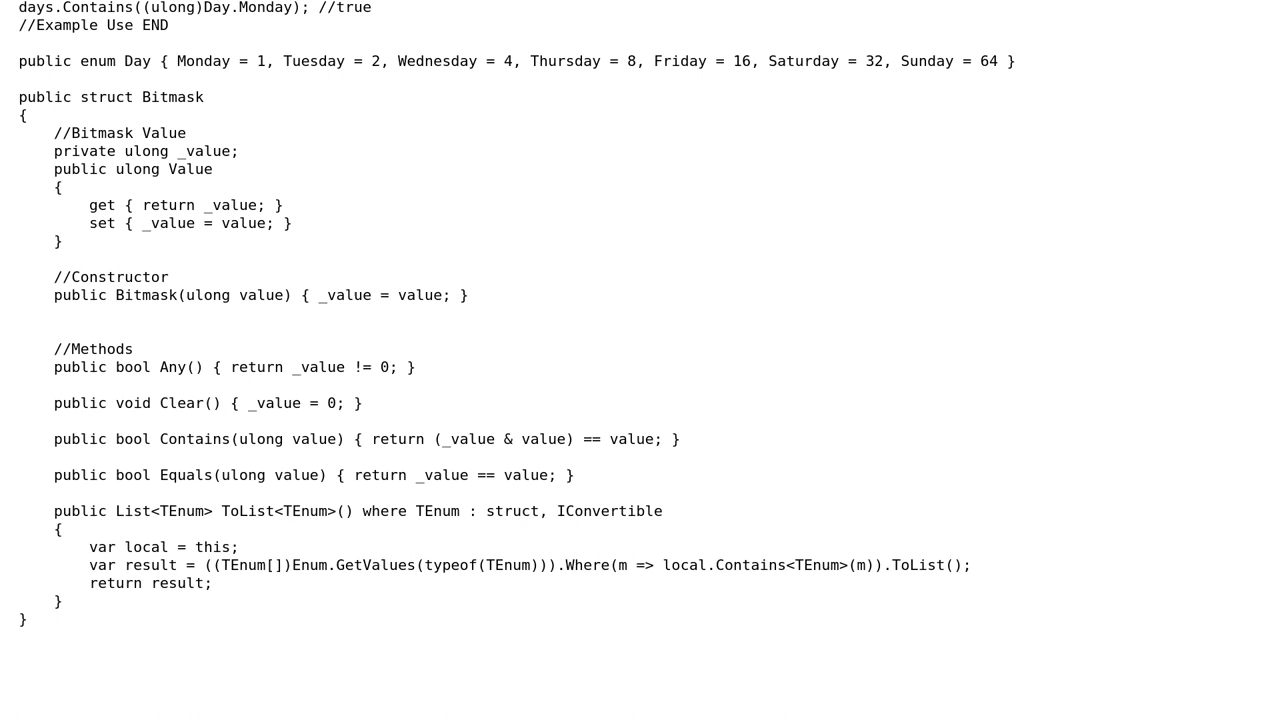 days.Contains((ulong)Day.Monday); //true
//Example Use END

public enum Day { Monday = 1, Tuesday = 2, Wednesday = 4, Thursday = 8, Friday = 16, Saturday = 32, Sunday = 64 }

public struct Bitmask
{
    //Bitmask Value
    private ulong _value;
    public ulong Value
    {
        get { return _value; }
        set { _value = value; }
    }

    //Constructor
    public Bitmask(ulong value) { _value = value; }


    //Methods
    public bool Any() { return _value != 0; }

    public void Clear() { _value = 0; }

    public bool Contains(ulong value) { return (_value & value) == value; }

    public bool Equals(ulong value) { return _value == value; }

    public List<TEnum> ToList<TEnum>() where TEnum : struct, IConvertible
    {
        var local = this;
        var result = ((TEnum[])Enum.GetValues(typeof(TEnum))).Where(m => local.Contains<TEnum>(m)).ToList();
        return result;
    }
}